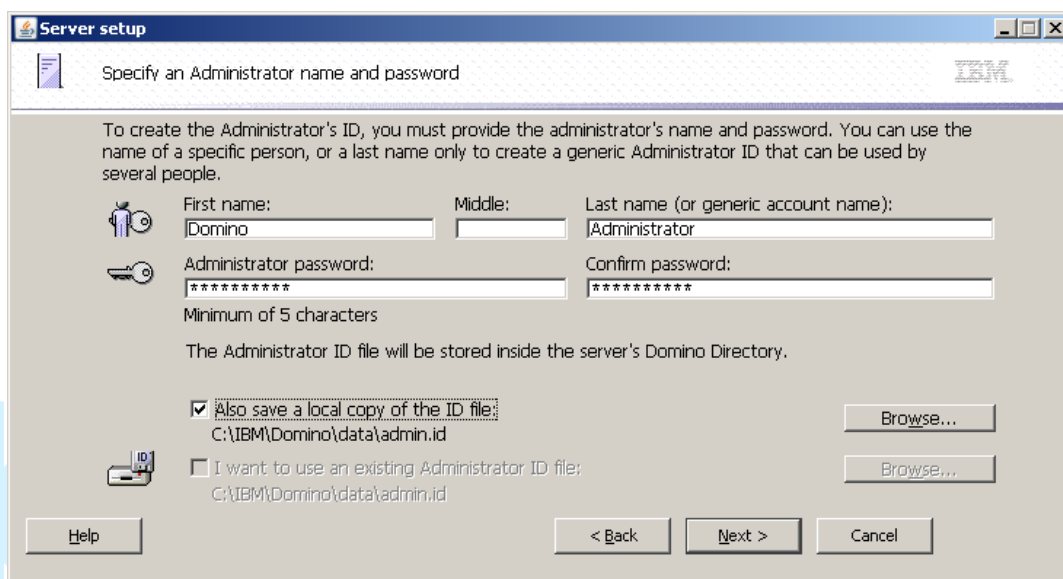 Server setup
Specify an Administrator name and password
IBM.
To create the Administrator's ID, you must provide the administrator's name and password. You can use the
name of a specific person, or a last name only to create a generic Administrator ID that can be used by
several people.
First name: Middle: Last name (or generic account name):
Domino Administrator
Administrator password: Confirm password:
********** **********
Minimum of 5 characters
The Administrator ID file will be stored inside the server's Domino Directory.
Also save a local copy of the ID file:
C:\IBM\Domino\data\admin.id
Browse...
ID
I want to use an existing Administrator ID file:
C:\IBM\Domino\data\admin.id
Browse...
Help < Back Next > Cancel